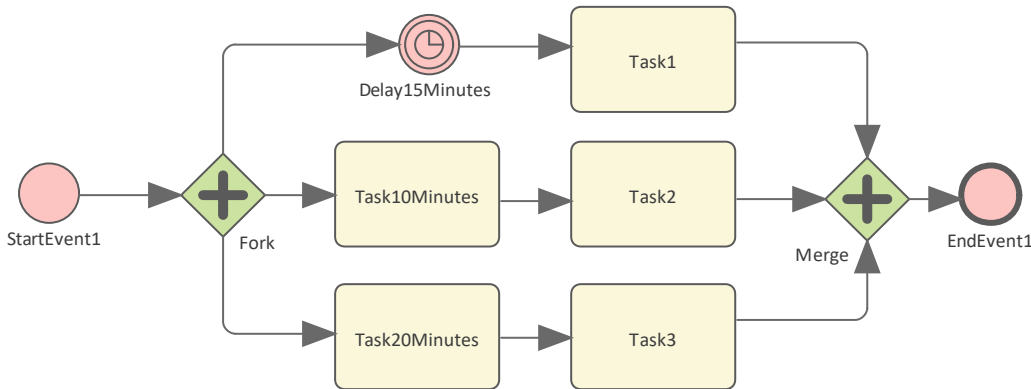 Task1
Delay15Minutes
Task10Minutes
Task2
StartEvent1
Fork
Merge
EndEvent1
Task20Minutes
Task3